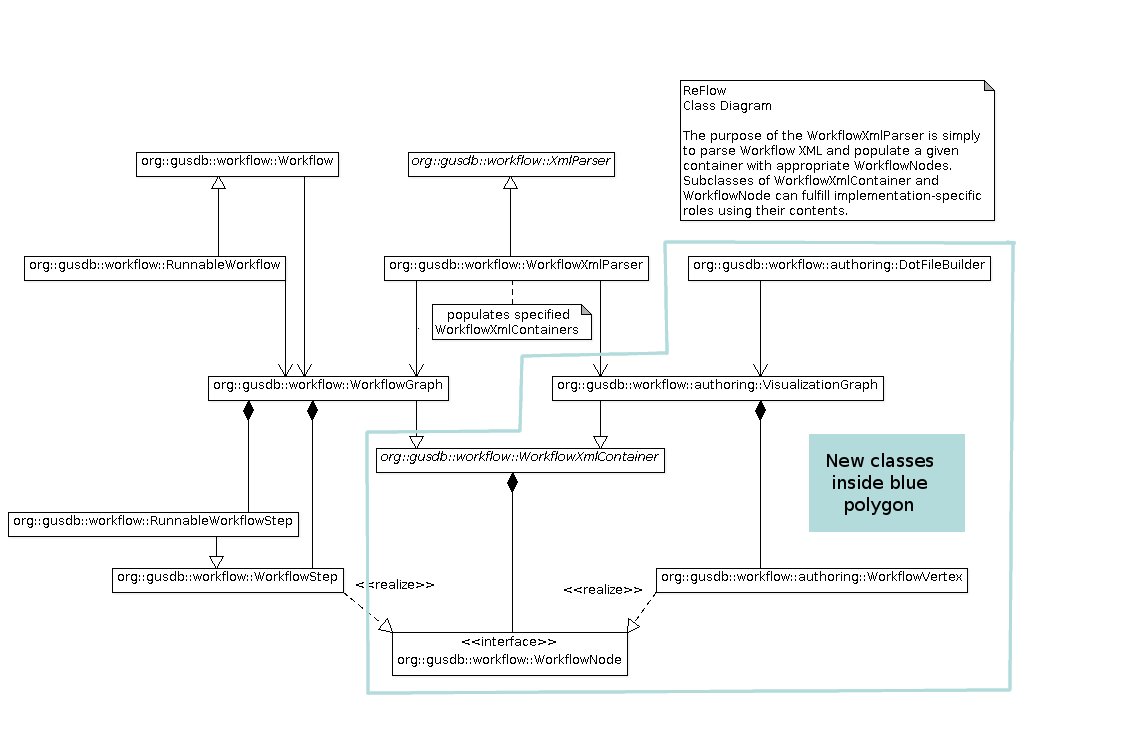 ReFlow
Class Diagram
The purpose of the WorkflowXmlParser is simply
to parse Workflow XML and populate a given
container with appropriate WorkflowNodes.
Subclasses of WorkflowXmlContainer and
WorkflowNode can fulfill implementation-specific
roles using their contents.
org::gusdb::workflow::Workflow
org::gusdb::workflow::XmlParser
org::gusdb::workflow::RunnableWorkflow
org::gusdb::workflow::WorkflowXmlParser
org::gusdb::workflow::authoring::DotFileBuilder
populates specified
WorkflowXmlContainers
org::gusdb::workflow::WorkflowGraph
org::gusdb::workflow::authoring::VisualizationGraph
org::gusdb::workflow::WorkflowXmlContainer
New classes
inside blue
polygon
org::gusdb::workflow::RunnableWorkflowStep
org::gusdb::workflow::WorkflowStep
<<realize>>
<<realize>>
org::gusdb::workflow::authoring::WorkflowVertex
<<interface>>
org::gusdb::workflow::WorkflowNode